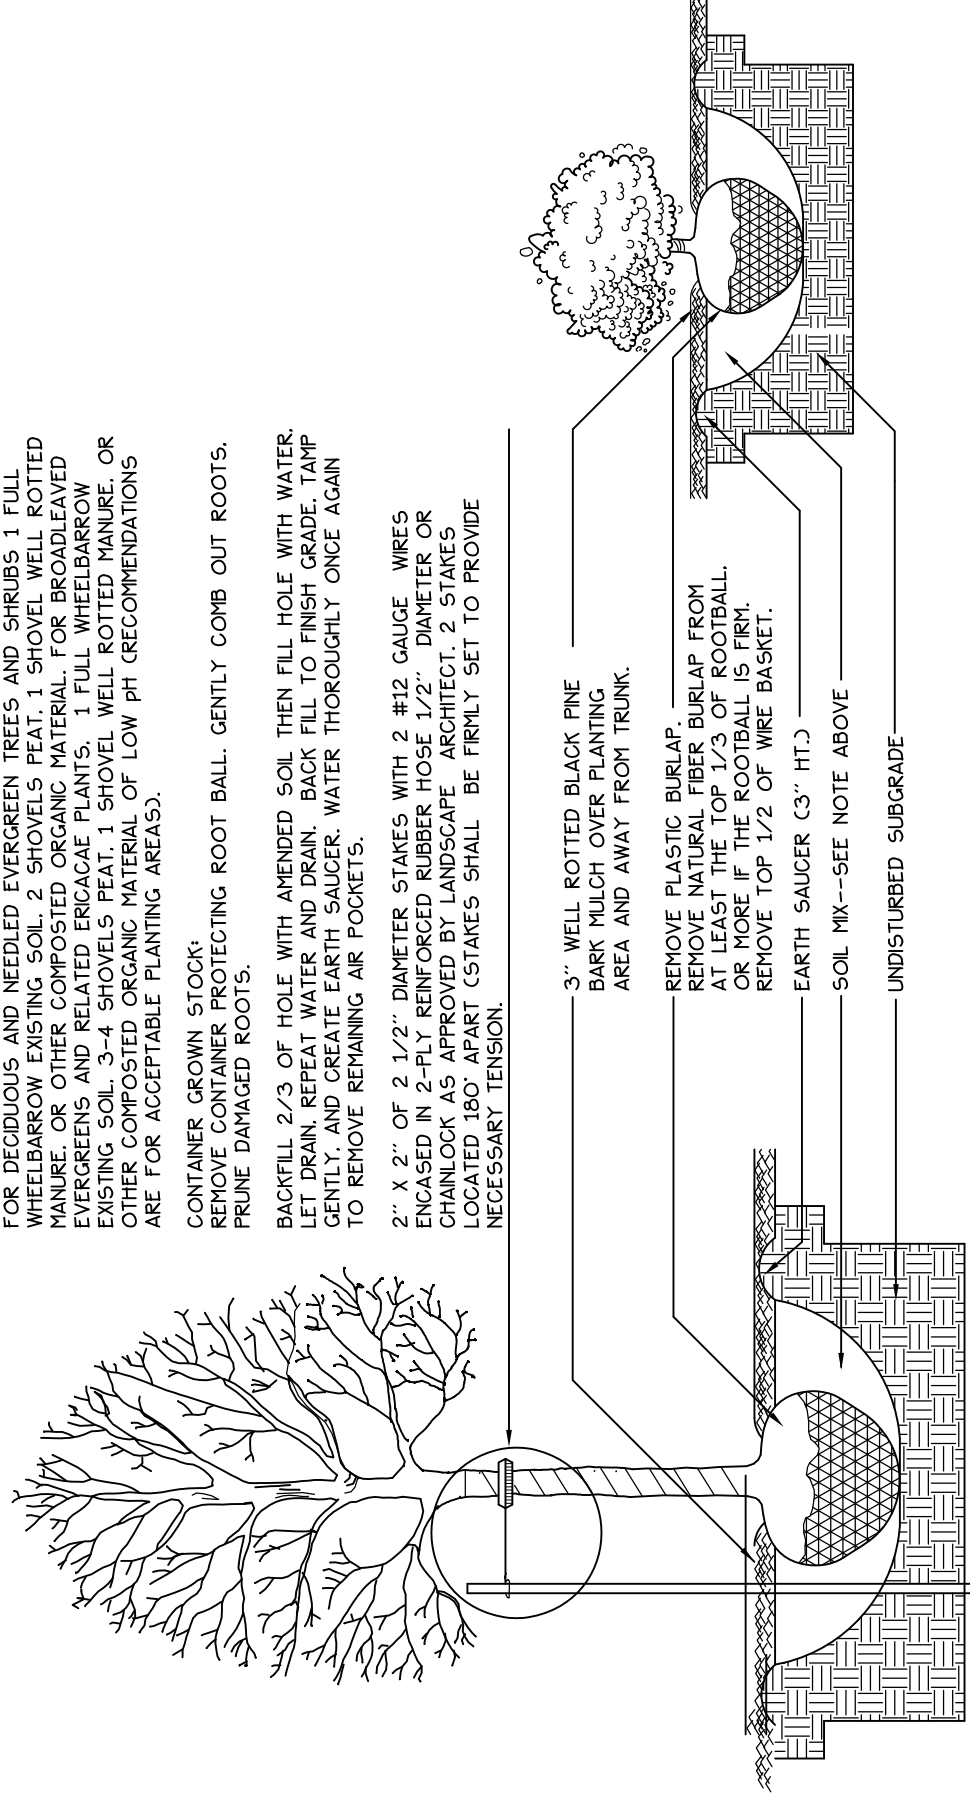 FOR DECIDUOUS AND NEEDLED EVERGREEN TREES AND SHRUBS 1 FULL
WHEELBARROW EXISTING SOIL, 2 SHOVELS PEAT, 1 SHOVEL WELL ROTTED
MANURE, OR OTHER COMPOSTED ORGANIC MATERIAL. FOR BROADLEAVED
EVERGREENS AND RELATED ERICACAE PLANTS, 1 FULL WHEELBARROW
EXISTING SOIL, 3-4 SHOVELS PEAT, 1 SHOVEL WELL ROTTED MANURE, OR
OTHER COMPOSTED ORGANIC MATERIAL OF LOW pH (RECOMMENDATIONS
ARE FOR ACCEPTABLE PLANTING AREAS).
CONTAINER GROWN STOCK:
REMOVE CONTAINER PROTECTING ROOT BALL. GENTLY COMB OUT ROOTS.
PRUNE DAMAGED ROOTS.
BACKFILL 2/3 OF HOLE WITH AMENDED SOIL THEN FILL HOLE WITH WATER,
LET DRAIN, REPEAT WATER AND DRAIN. BACK FILL TO FINISH GRADE, TAMP
GENTLY, AND CREATE EARTH SAUCER. WATER THOROUGHLY ONCE AGAIN
TO REMOVE REMAINING AIR POCKETS.
2" X 2" OF 2 1/2" DIAMETER STAKES WITH 2 #12 GAUGE WIRES
ENCASED IN 2-PLY REINFORCED RUBBER HOSE 1/2" DIAMETER OR
CHAINLOCK AS APPROVED BY LANDSCAPE ARCHITECT. 2 STAKES
LOCATED 180° APART (STAKES SHALL BE FIRMLY SET TO PROVIDE
NECESSARY TENSION.
3" WELL ROTTED BLACK PINE
BARK MULCH OVER PLANTING
AREA AND AWAY FROM TRUNK.
REMOVE PLASTIC BURLAP.
REMOVE NATURAL FIBER BURLAP FROM
AT LEAST THE TOP 1/3 OF ROOTBALL.
OR MORE IF THE ROOTBALL IS FIRM.
REMOVE TOP 1/2 OF WIRE BASKET.
EARTH SAUCER (3" HT.)
SOIL MIX--SEE NOTE ABOVE
UNDISTURBED SUBGRADE